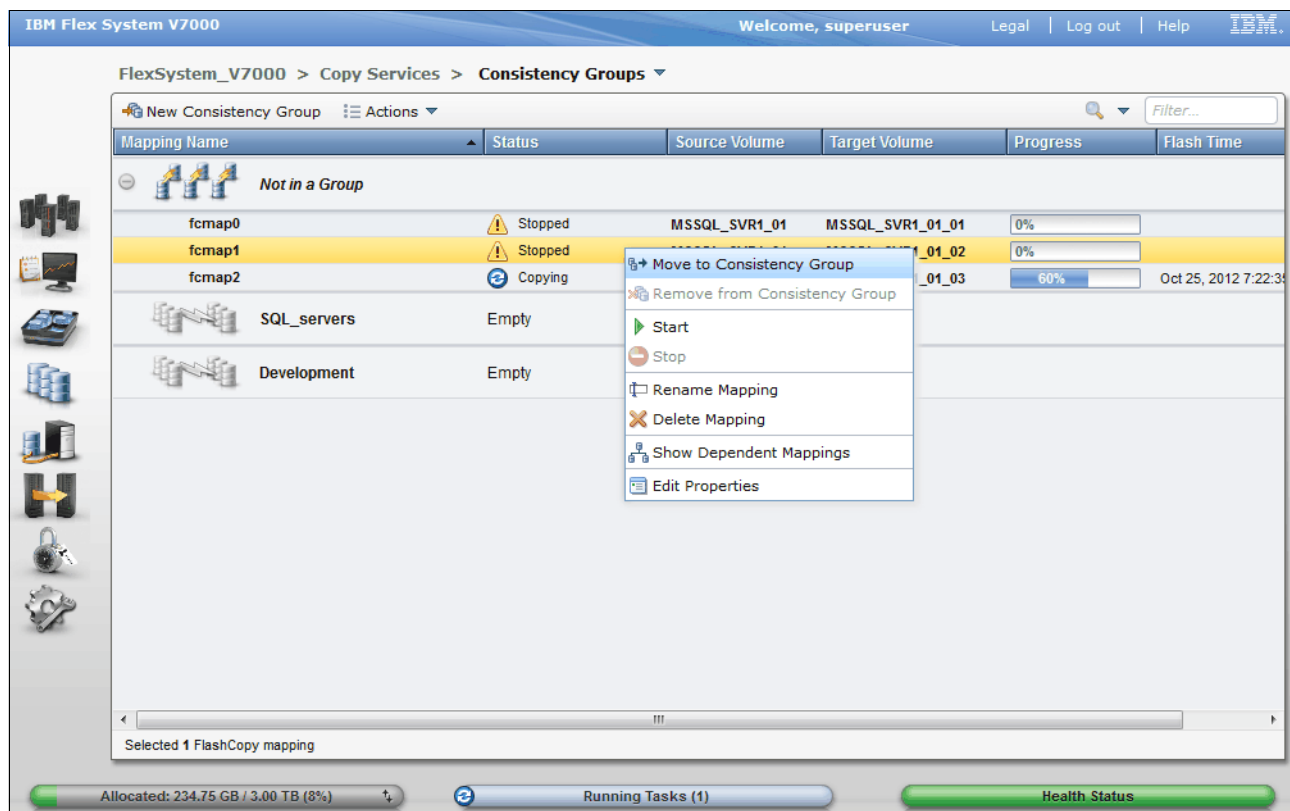 IBM Flex System V7000 Welcome, superuser Legal | Log out | Help IBM.
FlexSystem_V7000 > Copy Services > Consistency Groups
New Consistency Group Actions Filter...
Mapping Name Status Source Volume Target Volume Progress Flash Time
Not in a Group
fcmap0 Stopped MSSQL_SVR1_01 MSSQL_SVR1_01_01 0%
fcmap1 Stopped 1_01_02 0%
fcmap2 Copying _01_03 60% Oct 25, 2012 7:22:35
SQL_servers Empty
Development Empty
Move to Consistency Group
Remove from Consistency Group
Start
Stop
Rename Mapping
Delete Mapping
Show Dependent Mappings
Edit Properties
Selected 1 FlashCopy mapping
Allocated: 234.75 GB / 3.00 TB (8%) Running Tasks (1) Health Status